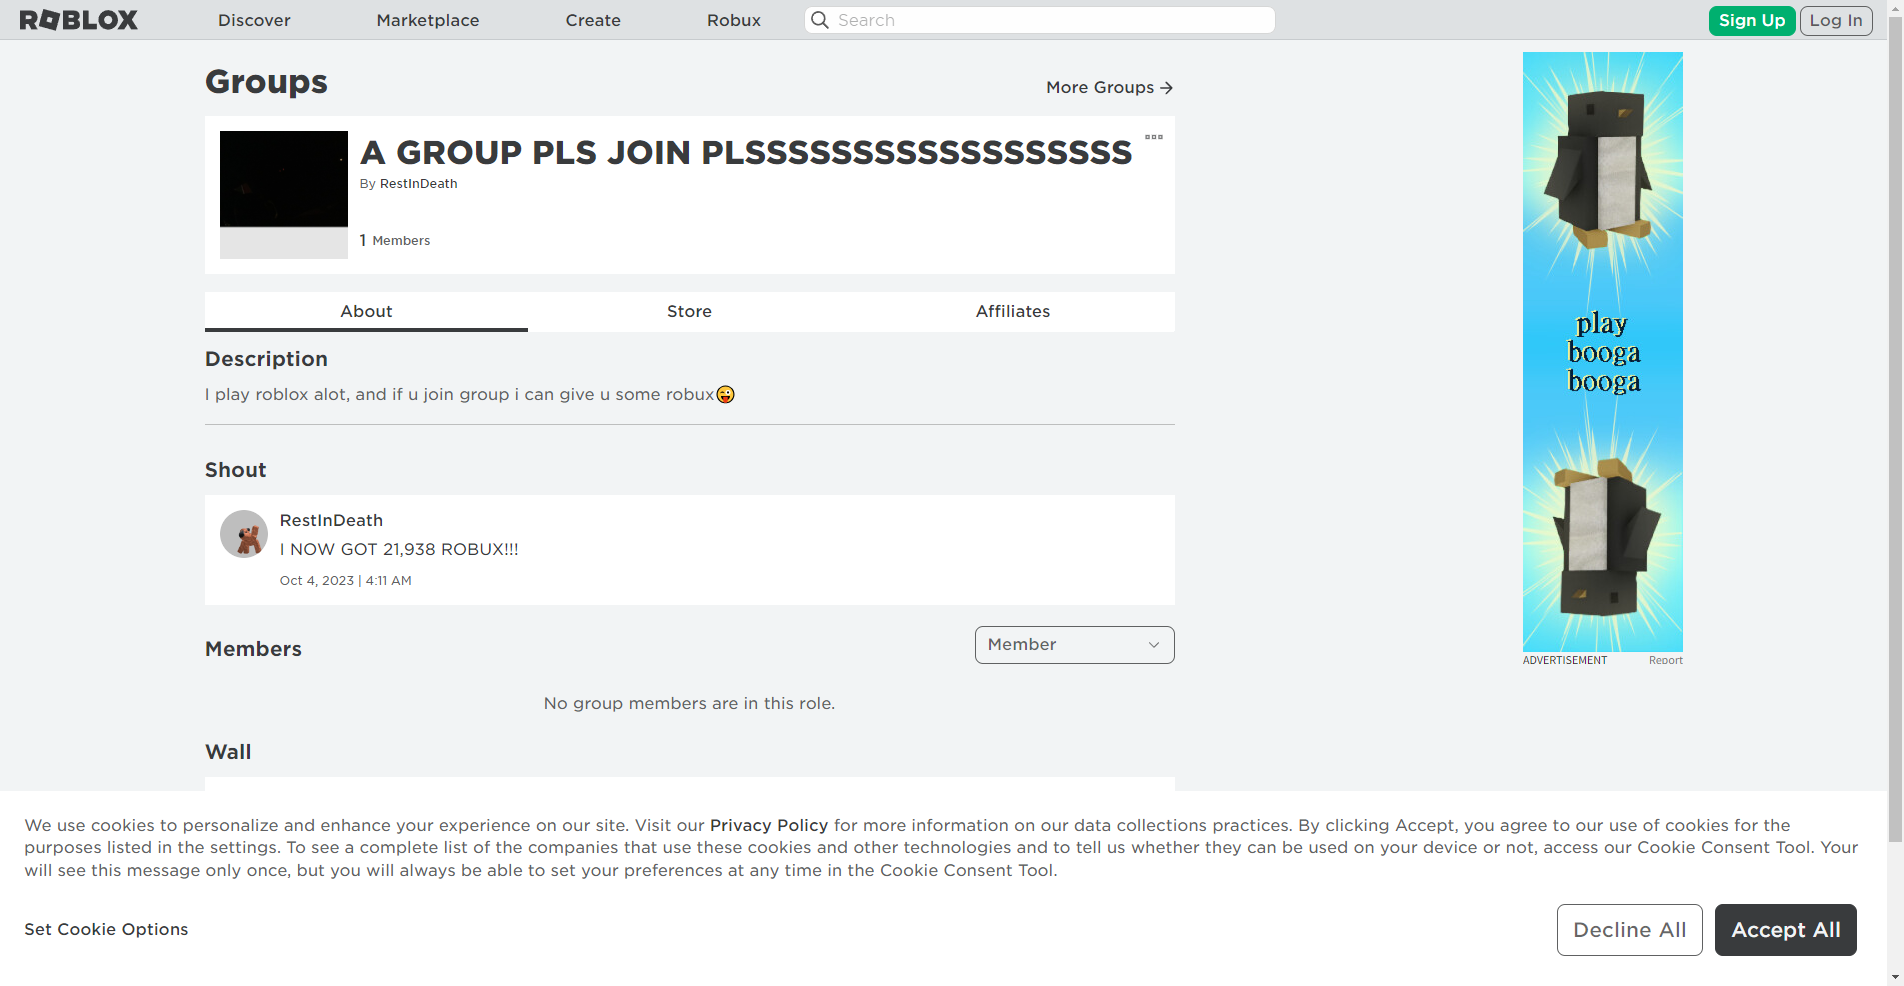 ROBLOX
Discover
Marketplace
Create
Robux
Search
Sign Up
Log In
Groups
More Groups
A GROUP PLS JOIN PLSSSSSSSSSSSSSSSSSS
By RestInDeath
1 Members
About
Store
Affiliates
Description
I play roblox alot, and if u join group i can give u some robux😜
Shout
RestInDeath
I NOW GOT 21,938 ROBUX!!!
Oct 4, 2023 | 4:11 AM
Members
Member
No group members are in this role.
Wall
play
booga
booga
ADVERTISEMENT
Report
We use cookies to personalize and enhance your experience on our site. Visit our Privacy Policy for more information on our data collections practices. By clicking Accept, you agree to our use of cookies for the
purposes listed in the settings. To see a complete list of the companies that use these cookies and other technologies and to tell us whether they can be used on your device or not, access our Cookie Consent Tool. Your
will see this message only once, but you will always be able to set your preferences at any time in the Cookie Consent Tool.
Set Cookie Options
Decline All
Accept All